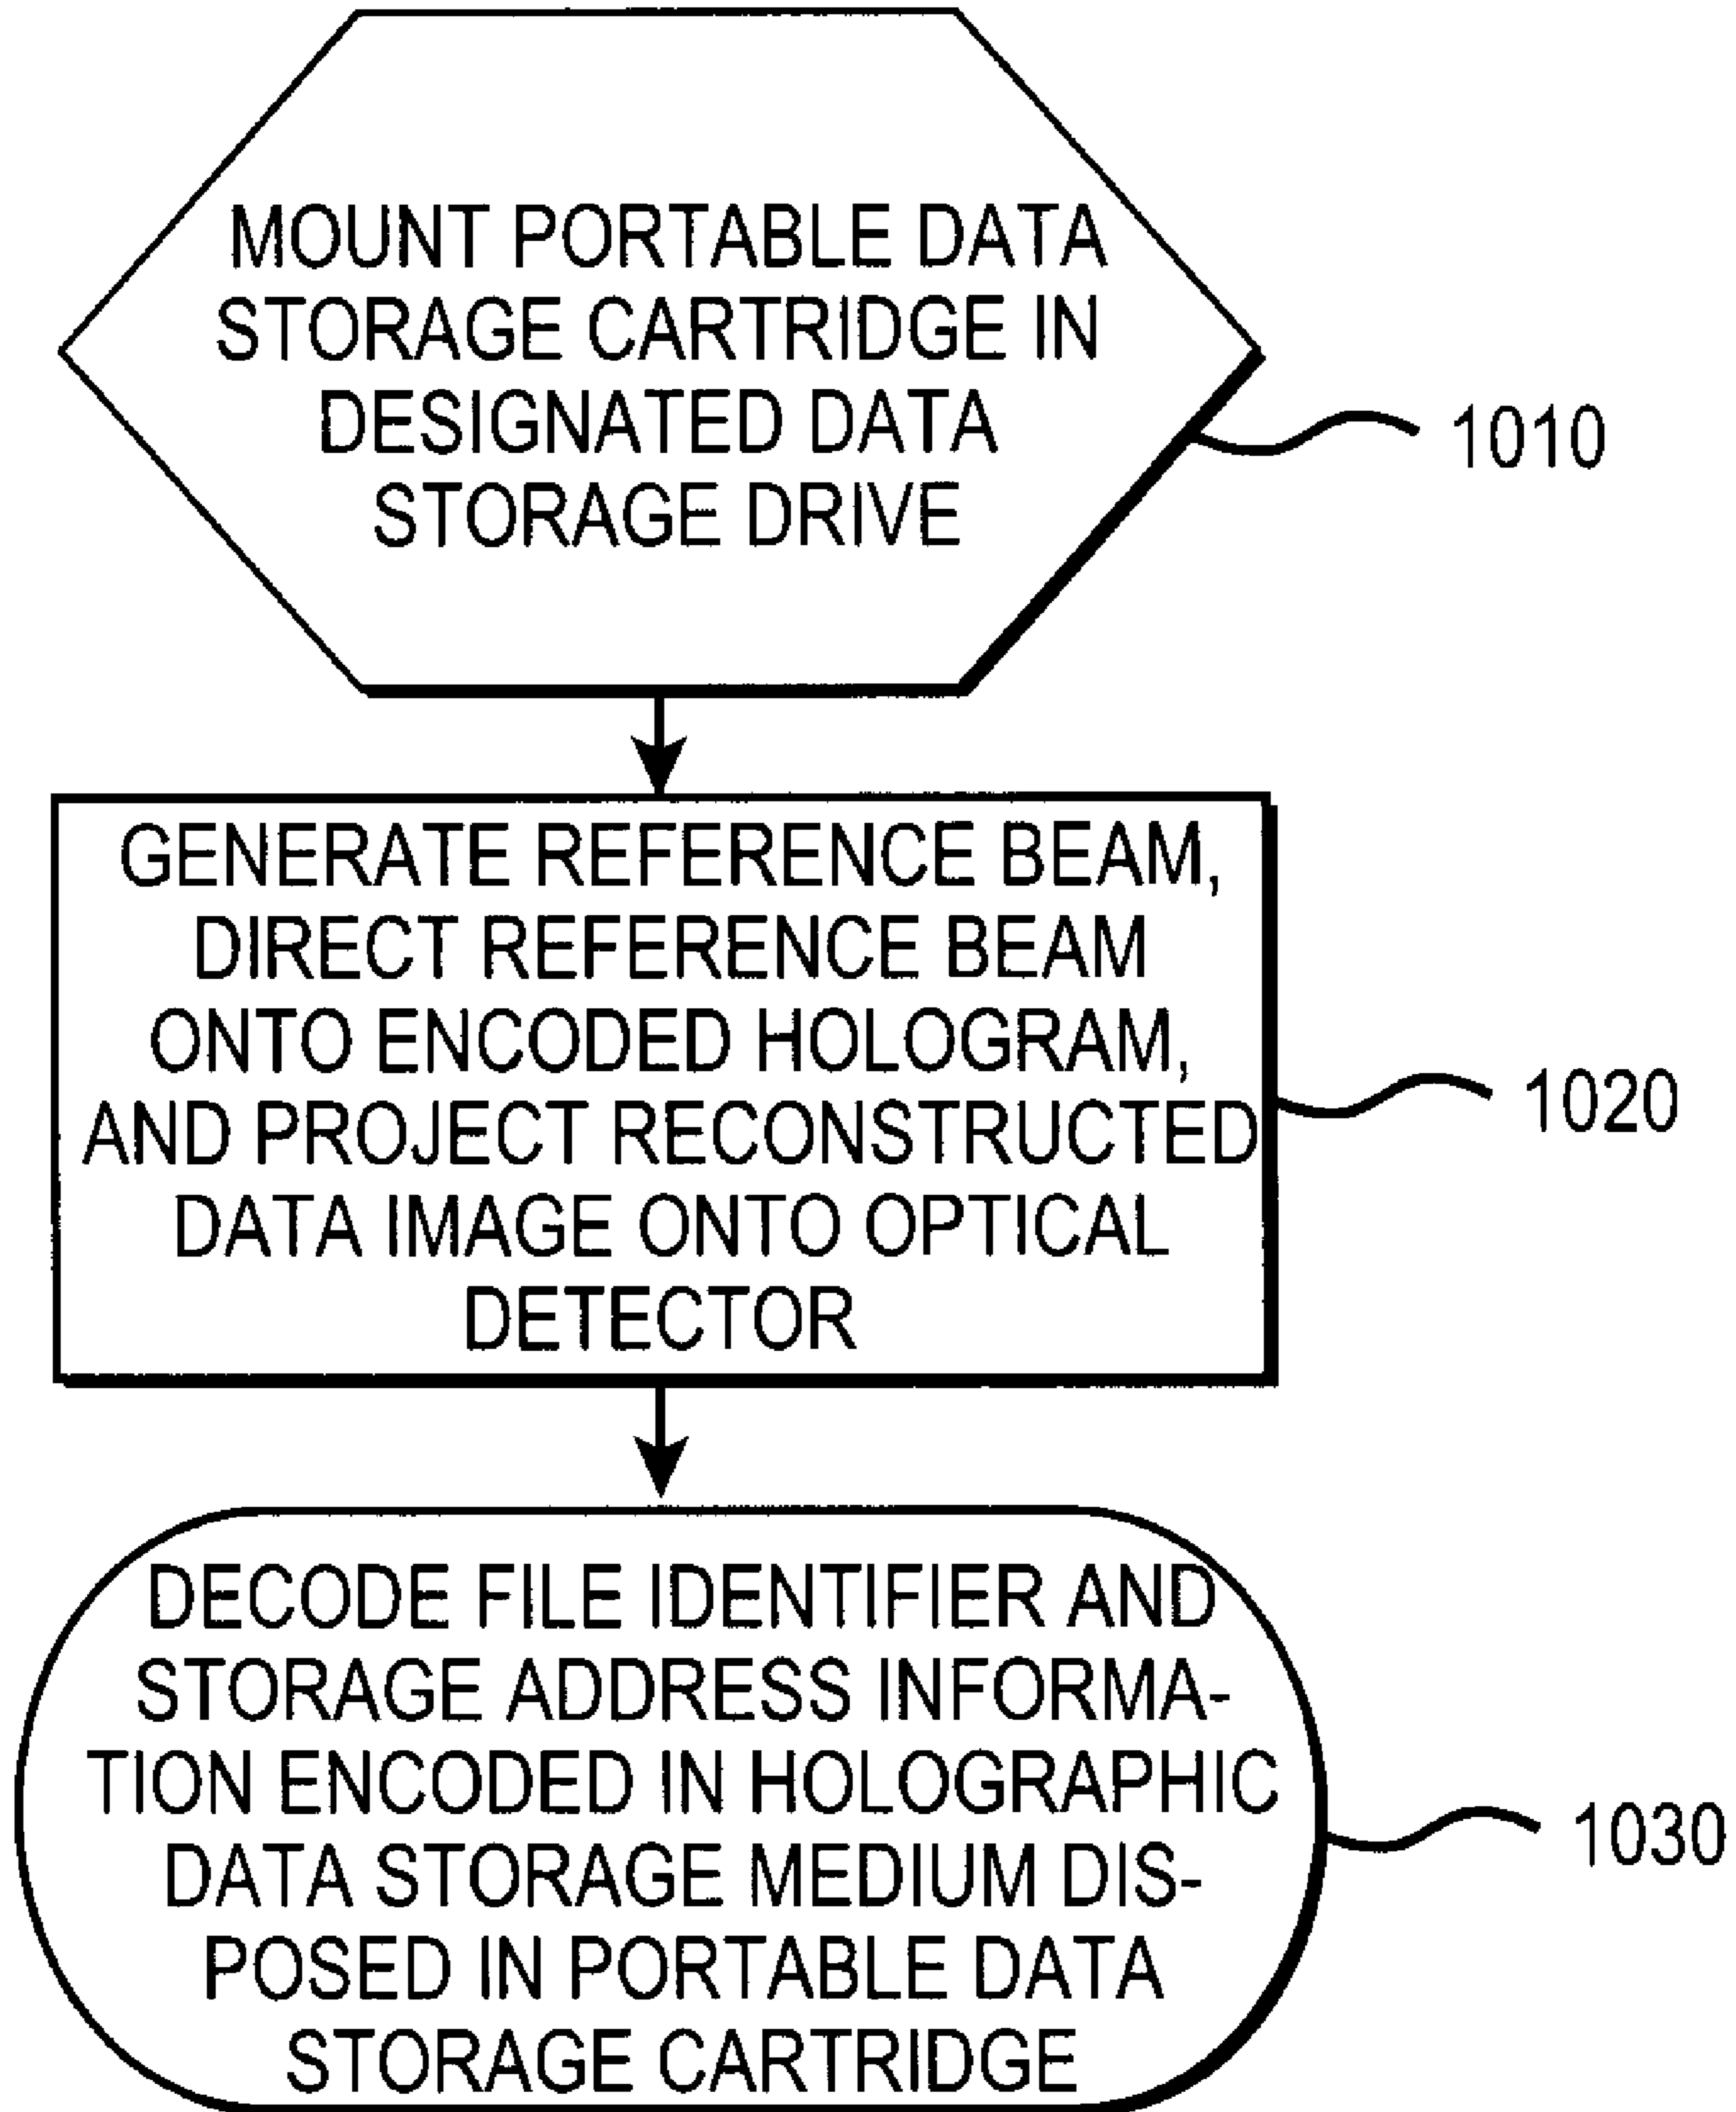 MOUNT PORTABLE DATA
STORAGE CARTRIDGE IN
DESIGNATED DATA
STORAGE DRIVE
1010
GENERATE REFERENCE BEAM,
DIRECT REFERENCE BEAM
ONTO ENCODED HOLOGRAM,
AND PROJECT RECONSTRUCTED
DATA IMAGE ONTO OPTICAL
DETECTOR
1020
DECODE FILE IDENTIFIER AND
STORAGE ADDRESS INFORMA-
TION ENCODED IN HOLOGRAPHIC
DATA STORAGE MEDIUM DIS-
POSED IN PORTABLE DATA
STORAGE CARTRIDGE
1030